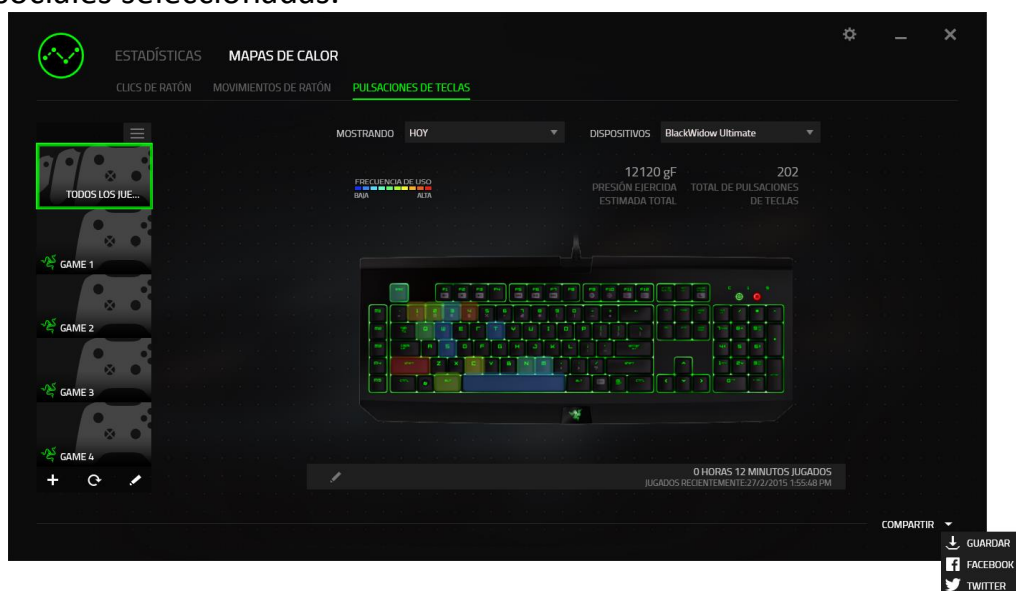 sociales seleccionadas.
ESTADÍSTICAS MAPAS DE CALOR
CLICS DE RATÓN MOVIMIENTOS DE RATÓN PULSACIONES DE TECLAS
MOSTRANDO HOY DISPOSITIVOS BlackWidow Ultimate
TODOS LOS JUE...
FRECUENCIA DE USO
BAJA ALTA
12120 gF
PRESIÓN EJERCIDA
ESTIMADA TOTAL
202
TOTAL DE PULSACIONES
DE TECLAS
GAME 1
GAME 2
GAME 3
GAME 4
0 HORAS 12 MINUTOS JUGADOS
JUGADOS RECIENTEMENTE:27/2/2015 1:55:48 PM
COMPARTIR
GUARDAR
FACEBOOK
TWITTER